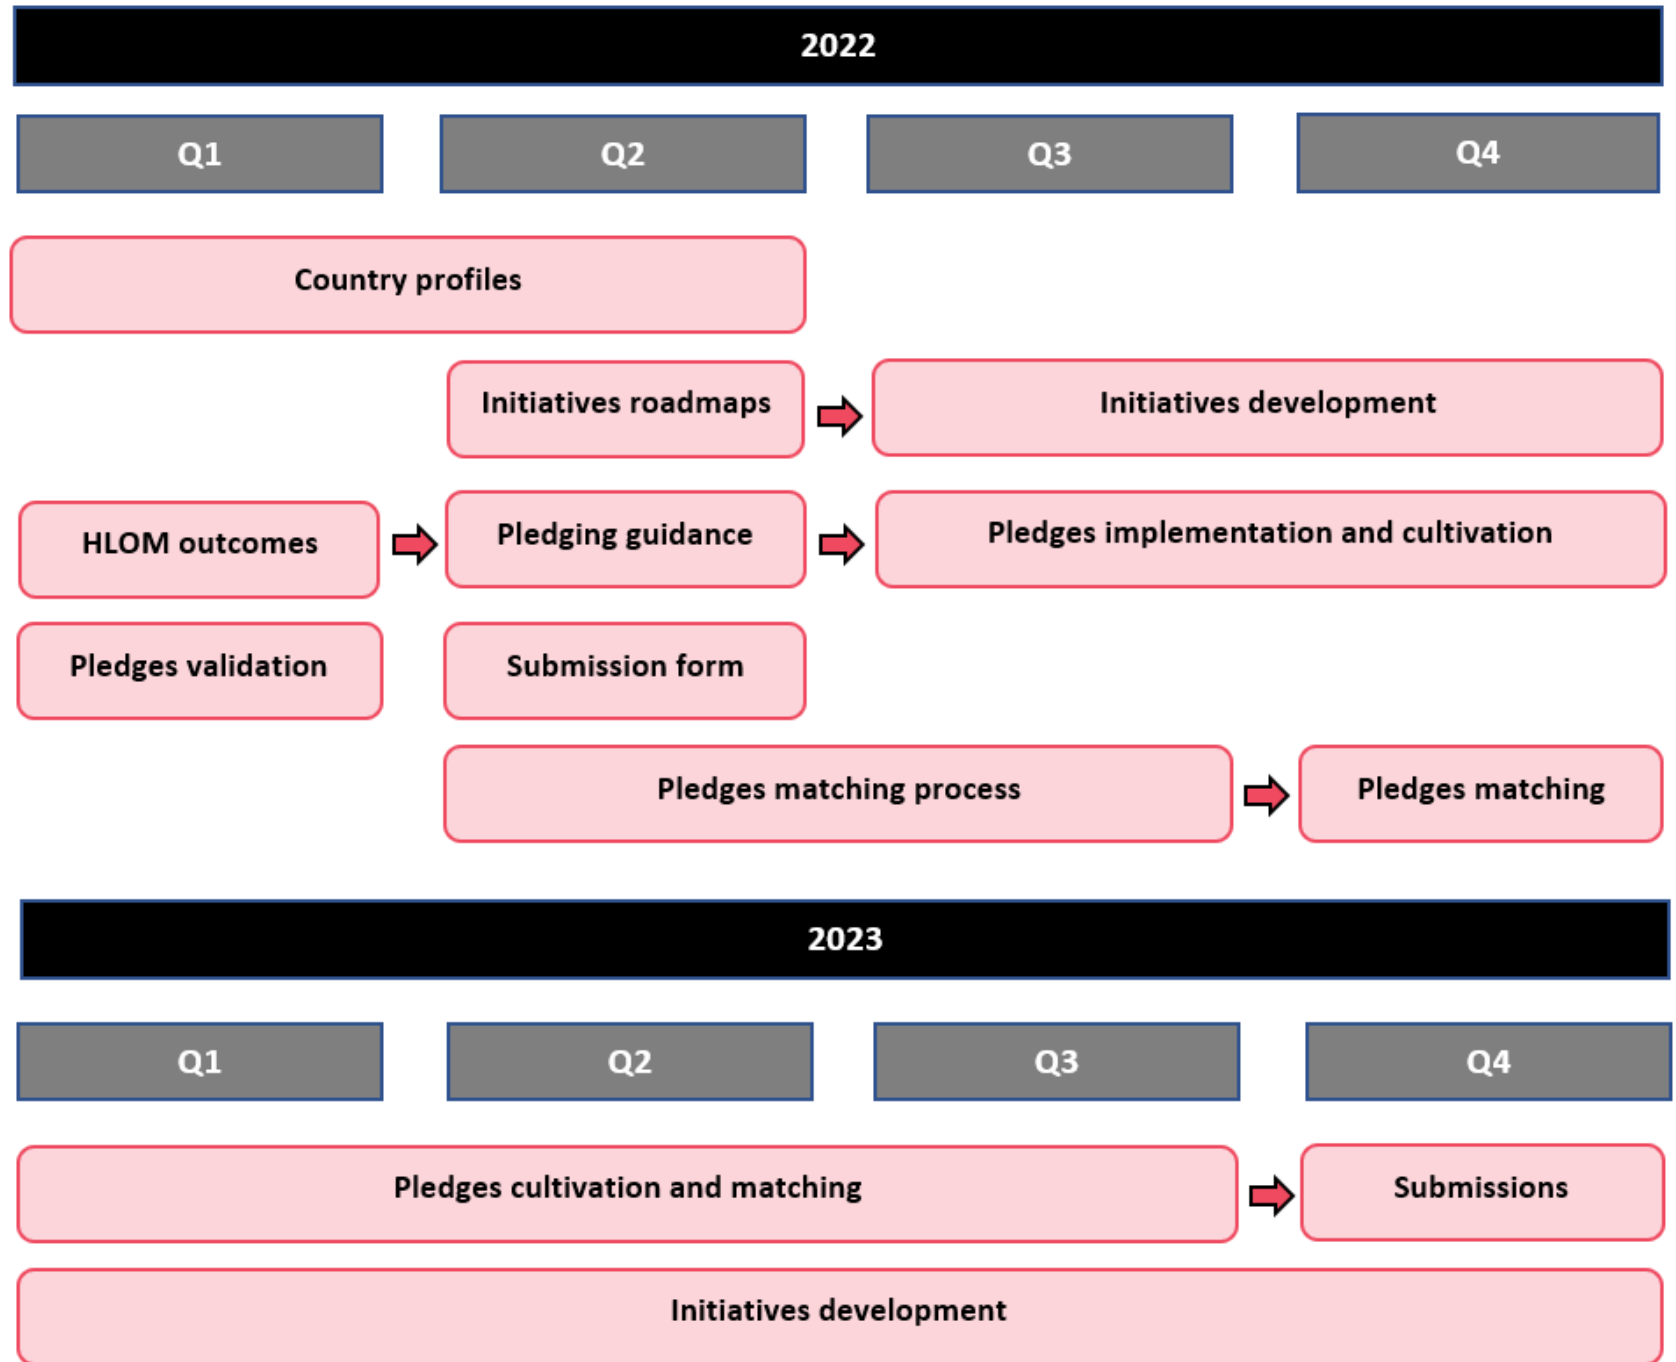 2022
Q1
Q2
Q3
Q4
Country profiles
Initiatives roadmaps
Initiatives development
HLOM outcomes
Pledging guidance
Pledges implementation and cultivation
Pledges validation
Submission form
Pledges matching process
Pledges matching
2023
Q1
Q2
Q3
Q4
Pledges cultivation and matching
Submissions
Initiatives development